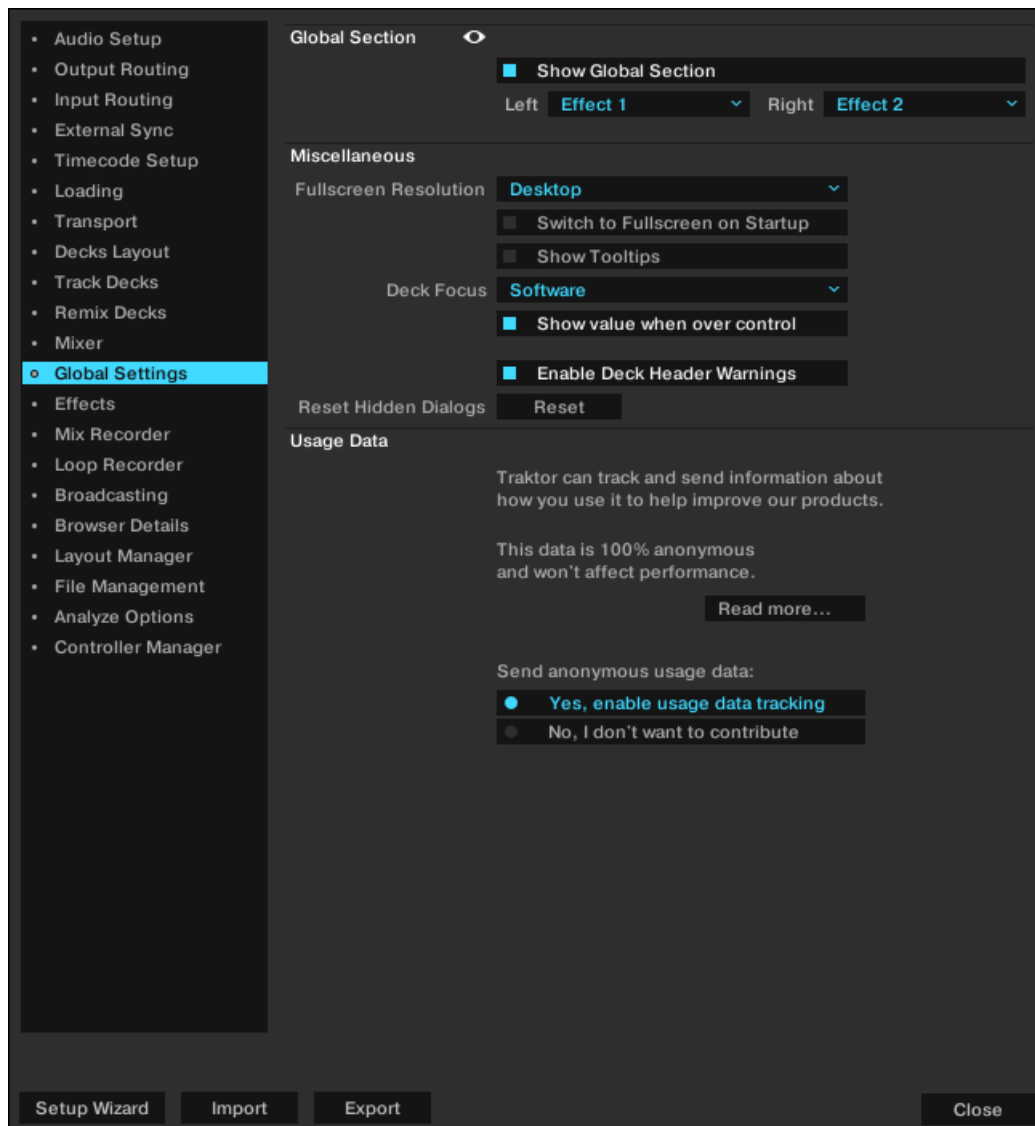 Audio Setup
Output Routing
Input Routing
External Sync
Timecode Setup
Loading
Transport
Decks Layout
Track Decks
Remix Decks
Mixer
Global Settings
Effects
Mix Recorder
Loop Recorder
Broadcasting
Browser Details
Layout Manager
File Management
Analyze Options
Controller Manager
Global Section
Show Global Section
Left Effect 1 Right Effect 2
Miscellaneous
Fullscreen Resolution Desktop
Switch to Fullscreen on Startup
Show Tooltips
Deck Focus Software
Show value when over control
Enable Deck Header Warnings
Reset Hidden Dialogs Reset
Usage Data
Traktor can track and send information about
how you use it to help improve our products.
This data is 100% anonymous
and won't affect performance.
Read more...
Send anonymous usage data:
Yes, enable usage data tracking
No, I don't want to contribute
Setup Wizard Import Export Close